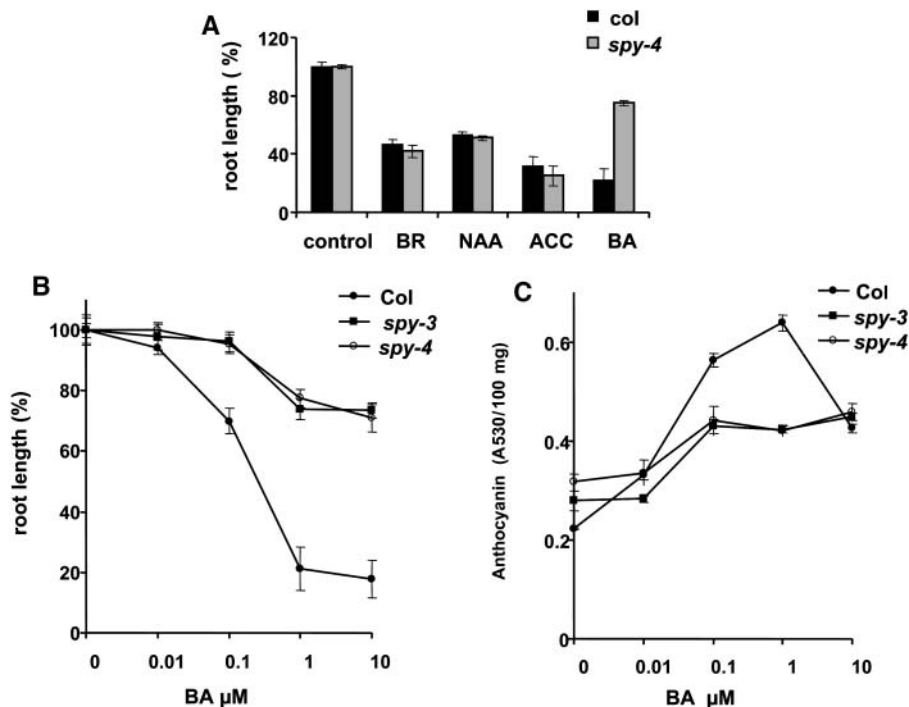 A
col
spy-4
root length ( %)
120
80
40
0
control BR NAA ACC BA
B
Col
spy-3
spy-4
root length (%)
100
80
60
40
20
0
0 0.01 0.1 1 10
BA µM
C
Col
spy-3
spy-4
Anthocyanin (A530/100 mg)
0.6
0.4
0.2
0
0 0.01 0.1 1 10
BA µM